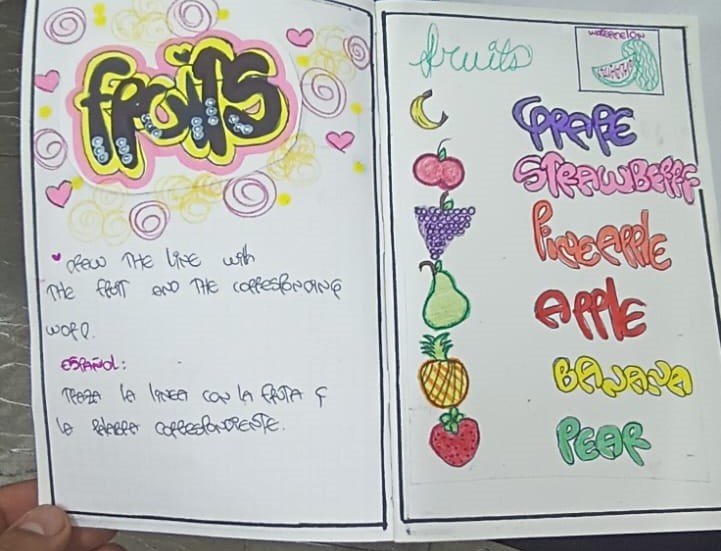 FRUITS
DREW THE LINE WITH
THE FRUIT AND THE CORRESPONDING
WORD.
ESPAÑOL:
TRAZA LA LINEA CON LA FRUTA Y
LA PALABRA CORRESPONDIENTE.
fruits
WATERMELON
GRAPE
STRAWBERRY
PINEAPPLE
APPLE
BANANA
PEAR